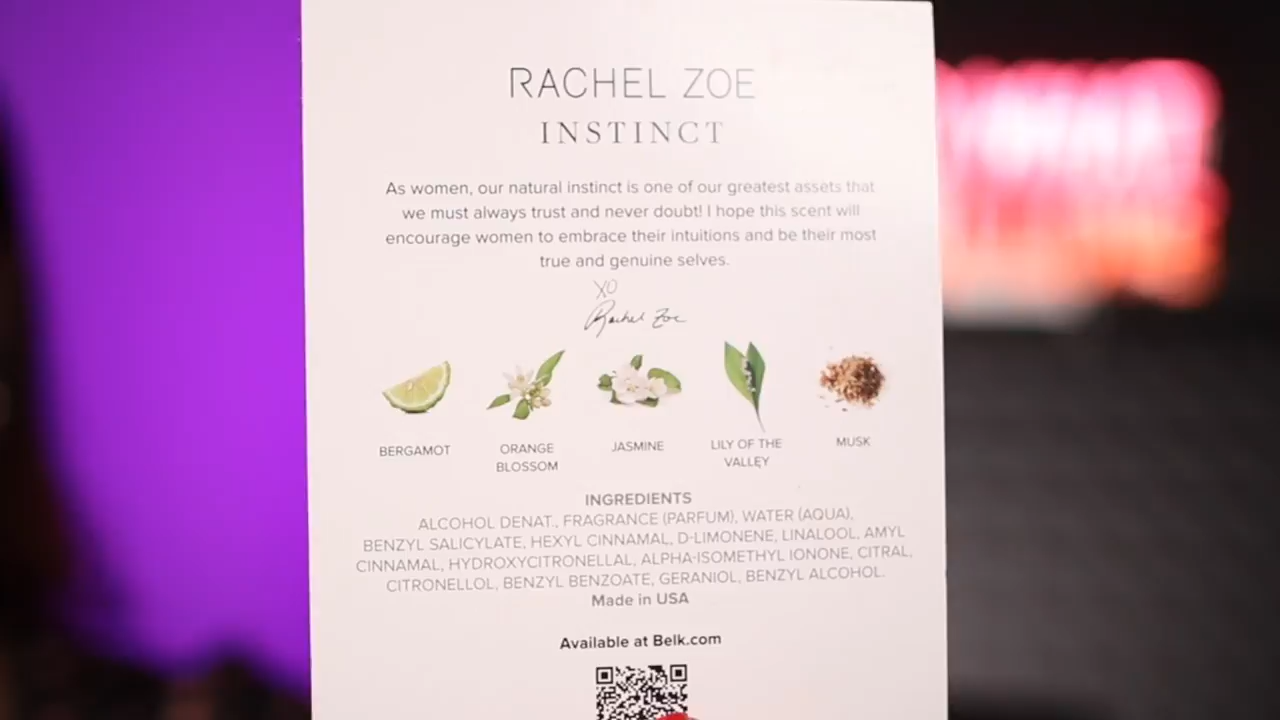 RACHEL ZOE
INSTINCT
As women, our natural instinct is one of our greatest assets that
we must always trust and never doubt! I hope this scent will
encourage women to embrace their intuitions and be their most
true and genuine selves.
XO
Rachel Zoe
BERGAMOT
ORANGE
BLOSSOM
JASMINE
LILY OF THE
VALLEY
MUSK
INGREDIENTS
ALCOHOL DENAT., FRAGRANCE (PARFUM), WATER (AQUA),
BENZYL SALICYLATE, HEXYL CINNAMAL, D-LIMONENE, LINALOOL, AMYL
CINNAMAL, HYDROXYCITRONELLAL, ALPHA-ISOMETHYL IONONE, CITRAL,
CITRONELLOL, BENZYL BENZOATE, GERANIOL, BENZYL ALCOHOL.
Made in USA
Available at Belk.com